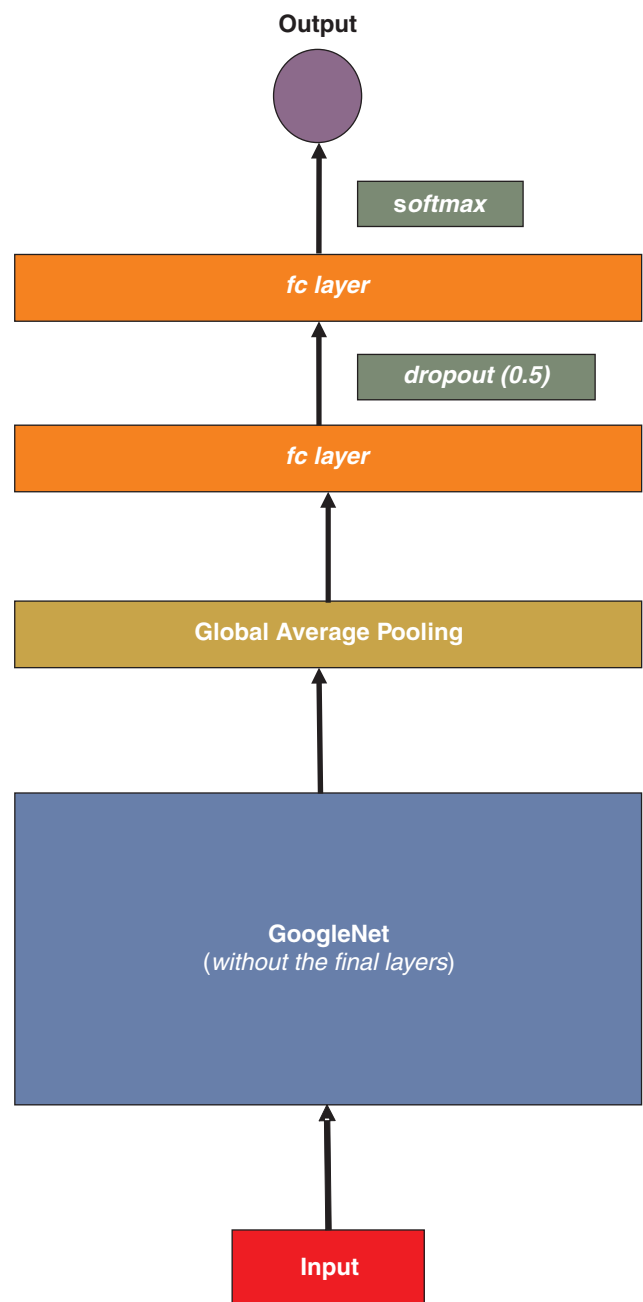 Output
softmax
fc layer
dropout (0.5)
fc layer
Global Average Pooling
GoogleNet
(without the final layers)
Input